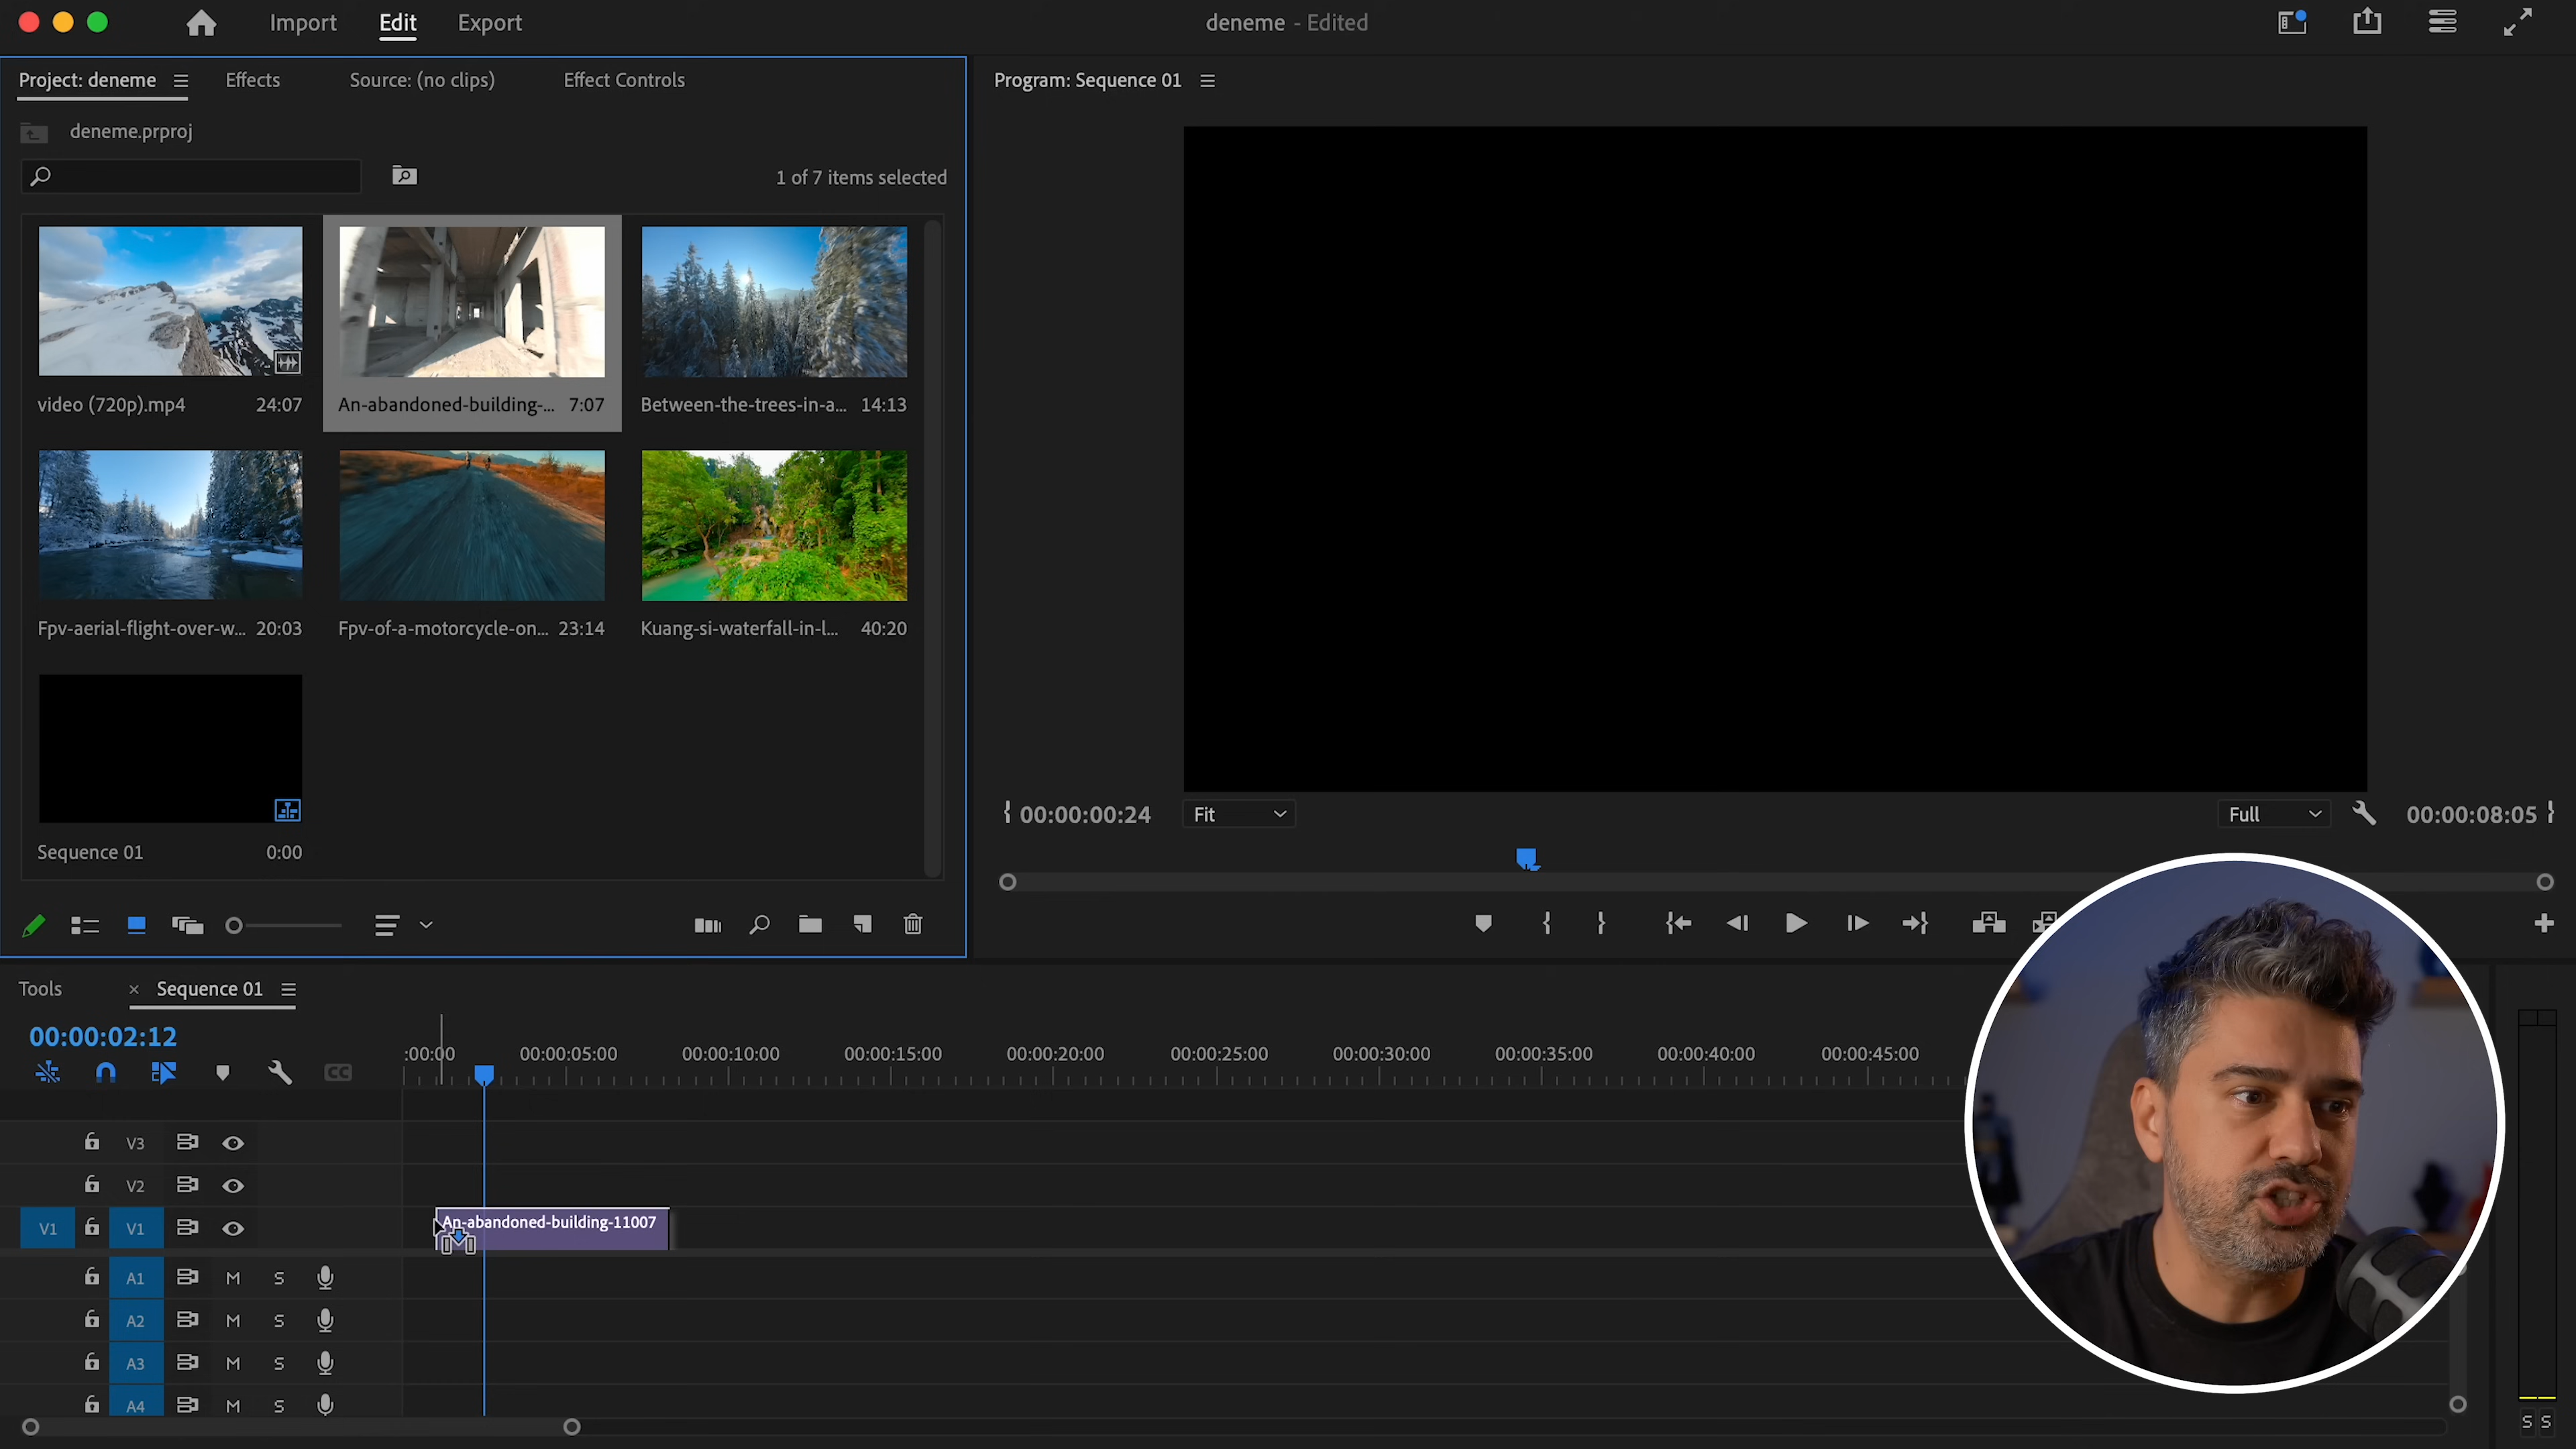 Import Edit Export deneme - Edited
Project: deneme Effects Source: (no clips) Effect Controls
Program: Sequence 01
deneme.prproj
1 of 7 items selected
video (720p).mp4 24:07 An-abandoned-building-... 7:07 Between-the-trees-in-a... 14:13
Fpv-aerial-flight-over-w... 20:03 Fpv-of-a-motorcycle-on... 23:14 Kuang-si-waterfall-in-l... 40:20
Sequence 01 0:00
00:00:00:24 Fit Full 00:00:08:05
Tools × Sequence 01
00:00:02:12
:00:00 00:00:05:00 00:00:10:00 00:00:15:00 00:00:20:00 00:00:25:00 00:00:30:00 00:00:35:00 00:00:40:00 00:00:45:00
CC
V3
V2
V1 V1 An-abandoned-building-11007
A1 M S
A2 M S
A3 M S
A4 M S
S S